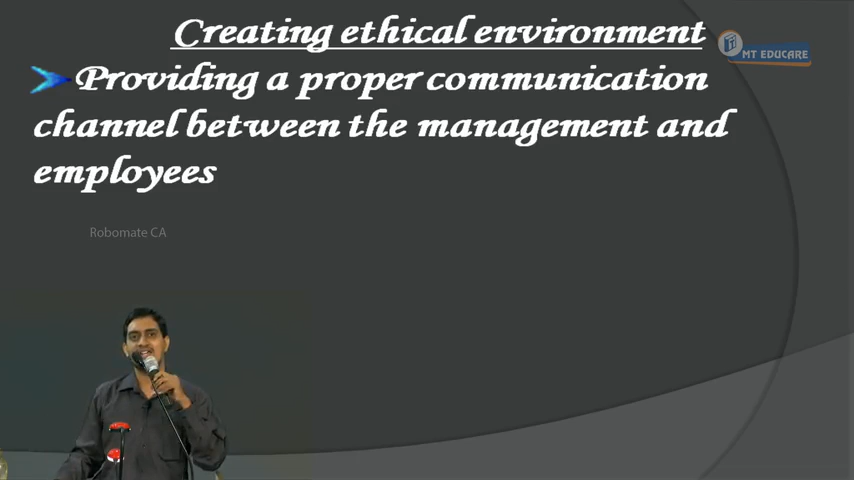 Creating ethical environment
MT EDUCARE
Providing a proper communication
channel between the management and
employees
Robomate CA